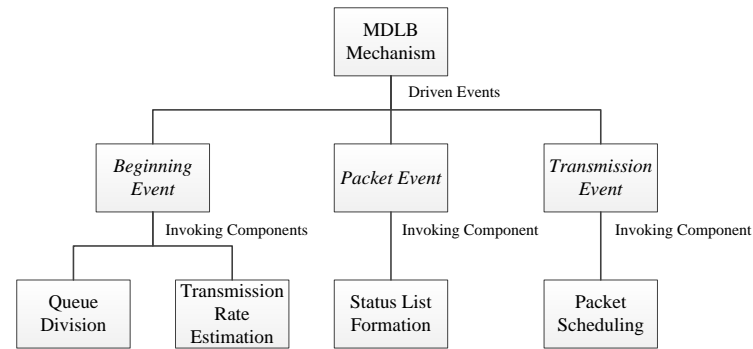 MDLB
Mechanism
Driven Events
Beginning
Event
Packet Event
Transmission
Event
Invoking Components
Invoking Component
Invoking Component
Queue
Division
Transmission
Rate
Estimation
Status List
Formation
Packet
Scheduling